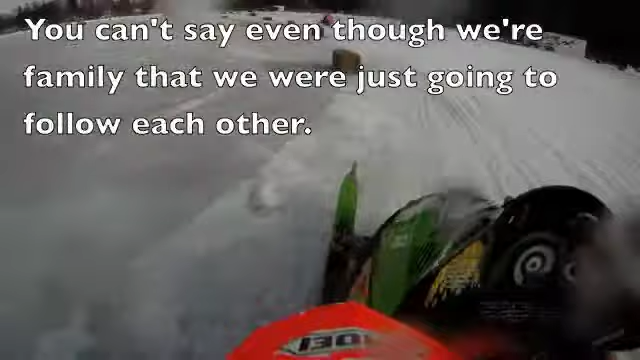 You can't say even though we're
family that we were just going to
follow each other.